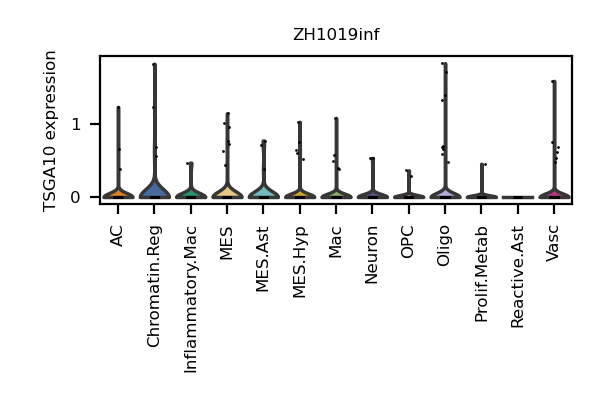 ZH1019inf
TSGA10 expression
1
0
AC
Chromatin.Reg
Inflammatory.Mac
MES
MES.Ast
MES.Hyp
Mac
Neuron
OPC
Oligo
Prolif.Metab
Reactive.Ast
Vasc